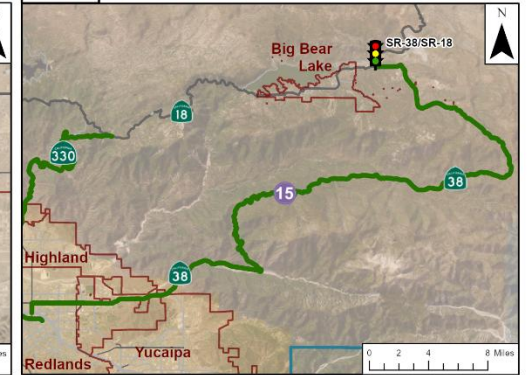 SR-38/SR-18
N
Big Bear
Lake
18
330
38
15
Highland
38
Redlands
Yucaipa
0 2 4 8 Miles
es